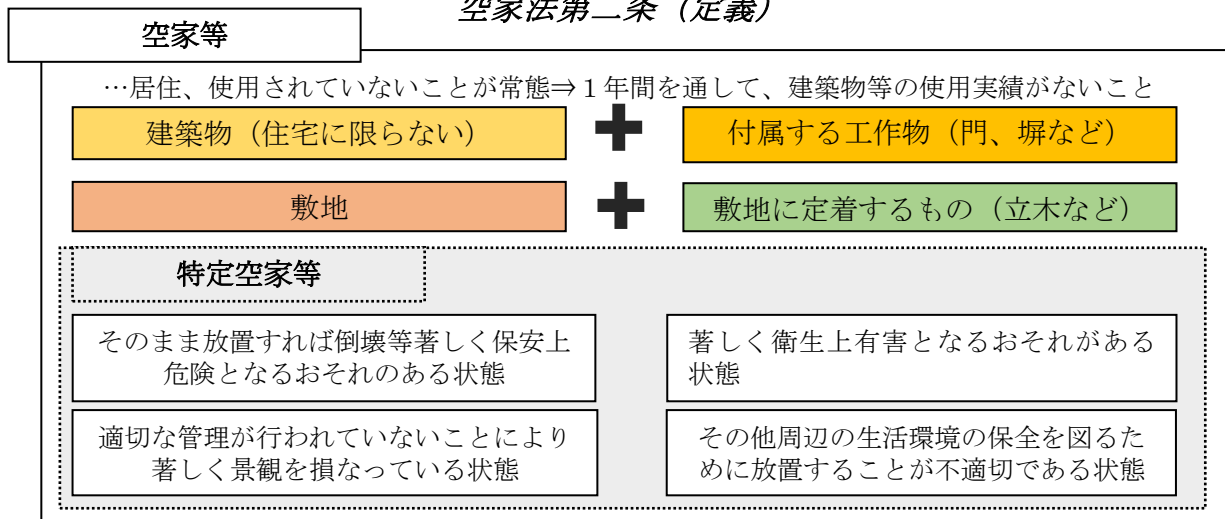 空家法第二条（定義）
空家等
…居住、使用されていないことが常態⇒１年間を通して、建築物等の使用実績がないこと
建築物（住宅に限らない）
付属する工作物（門、塀など）
敷地
敷地に定着するもの（立木など）
特定空家等
そのまま放置すれば倒壊等著しく保安上
危険となるおそれのある状態
著しく衛生上有害となるおそれがある
状態
適切な管理が行われていないことにより
著しく景観を損なっている状態
その他周辺の生活環境の保全を図るた
めに放置することが不適切である状態